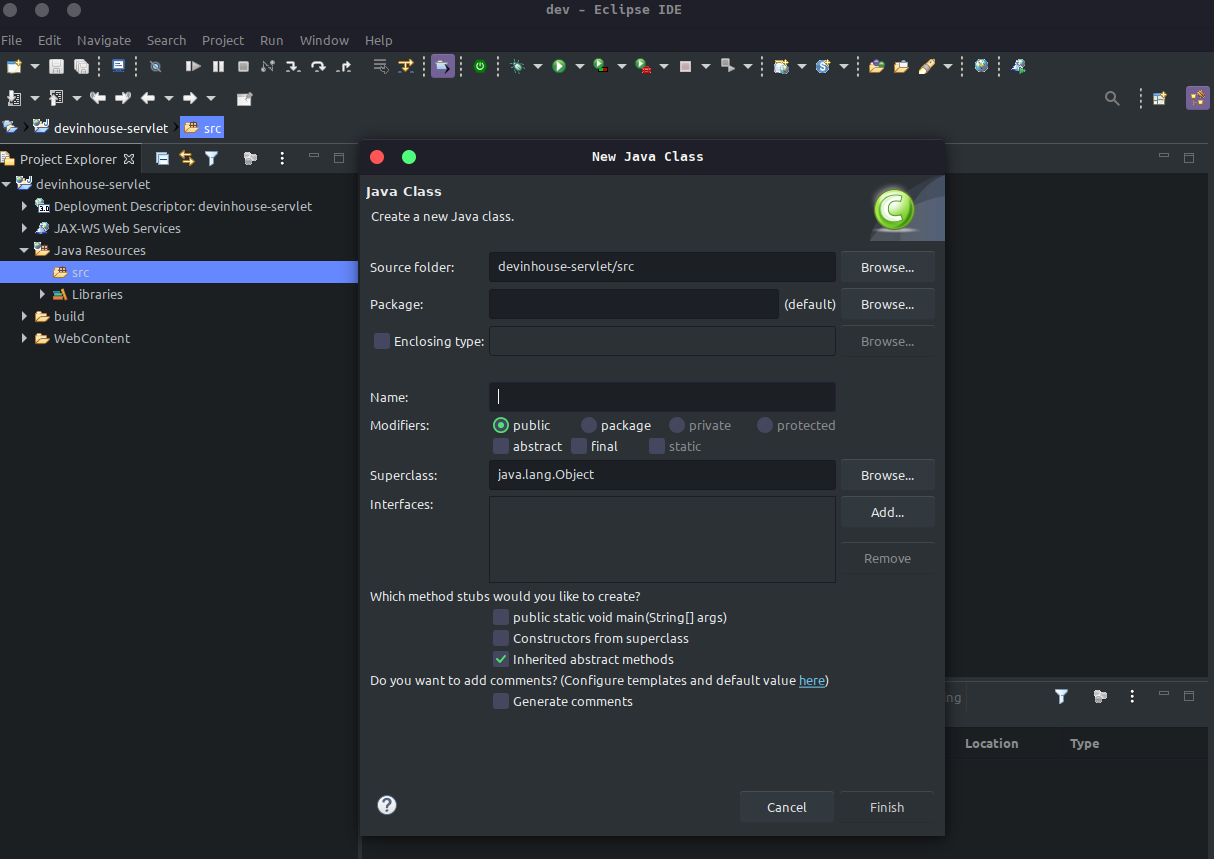 dev - Eclipse IDE
File Edit Navigate Search Project Run Window Help
devinhouse-servlet src
Project Explorer
devinhouse-servlet
3.0 Deployment Descriptor: devinhouse-servlet
JAX-WS Web Services
Java Resources
src
Libraries
build
WebContent
New Java Class
Java Class
Create a new Java class.
C
Source folder: devinhouse-servlet/src Browse...
Package: (default) Browse...
Enclosing type: Browse...
Name:
Modifiers: public package private protected
abstract final static
Superclass: java.lang.Object Browse...
Interfaces: Add...
Remove
Which method stubs would you like to create?
public static void main(String[] args)
Constructors from superclass
Inherited abstract methods
Do you want to add comments? (Configure templates and default value here)
Generate comments
? Cancel Finish
ng
Location Type